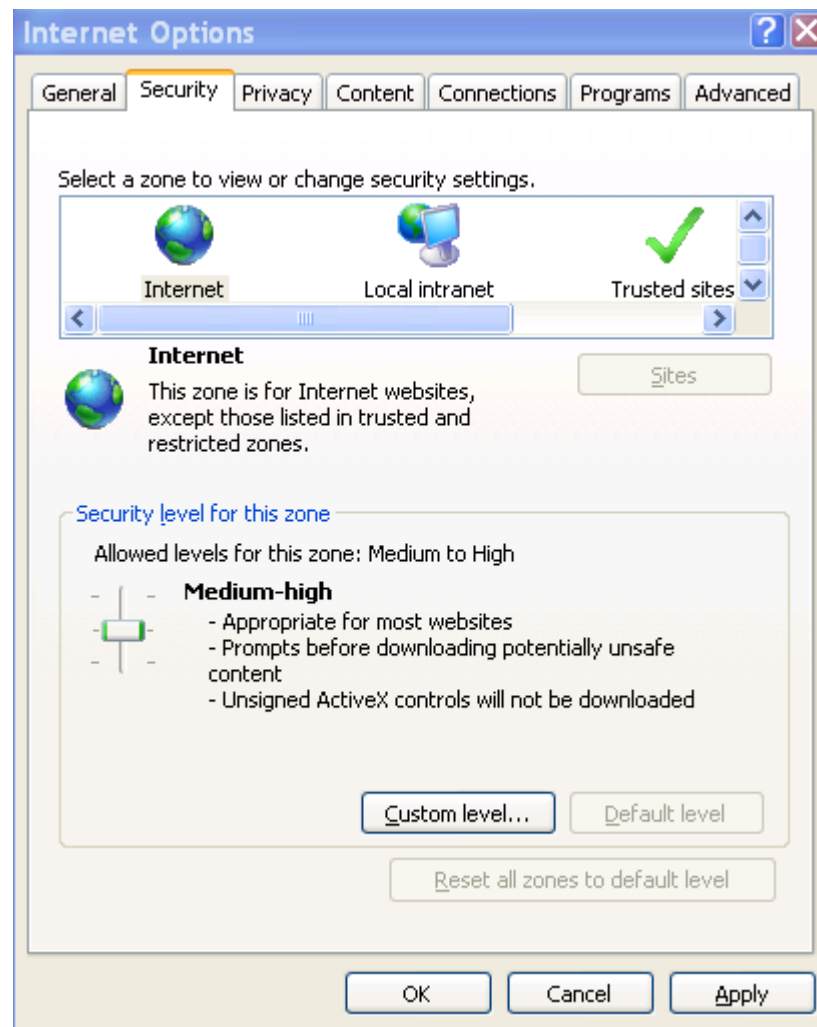 Internet Options
General Security Privacy Content Connections Programs Advanced
Select a zone to view or change security settings.
Internet Local intranet Trusted sites
Internet
Sites
This zone is for Internet websites,
except those listed in trusted and
restricted zones.
Security level for this zone
Allowed levels for this zone: Medium to High
Medium-high
- Appropriate for most websites
- Prompts before downloading potentially unsafe
content
- Unsigned ActiveX controls will not be downloaded
Custom level... Default level
Reset all zones to default level
OK Cancel Apply